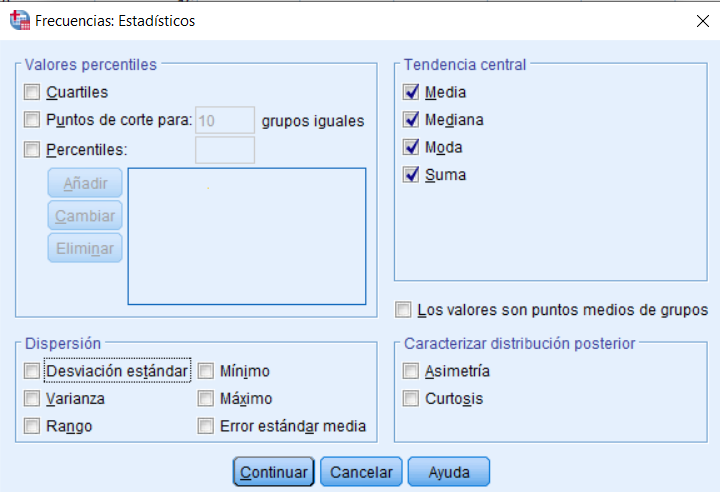 Frecuencias: Estadísticos
Valores percentiles
Cuartiles
Puntos de corte para: 10 grupos iguales
Percentiles:
Añadir
Cambiar
Eliminar
Tendencia central
Media
Mediana
Moda
Suma
Los valores son puntos medios de grupos
Dispersión
Desviación estándar
Mínimo
Varianza
Máximo
Rango
Error estándar media
Caracterizar distribución posterior
Asimetría
Curtosis
Continuar
Cancelar
Ayuda